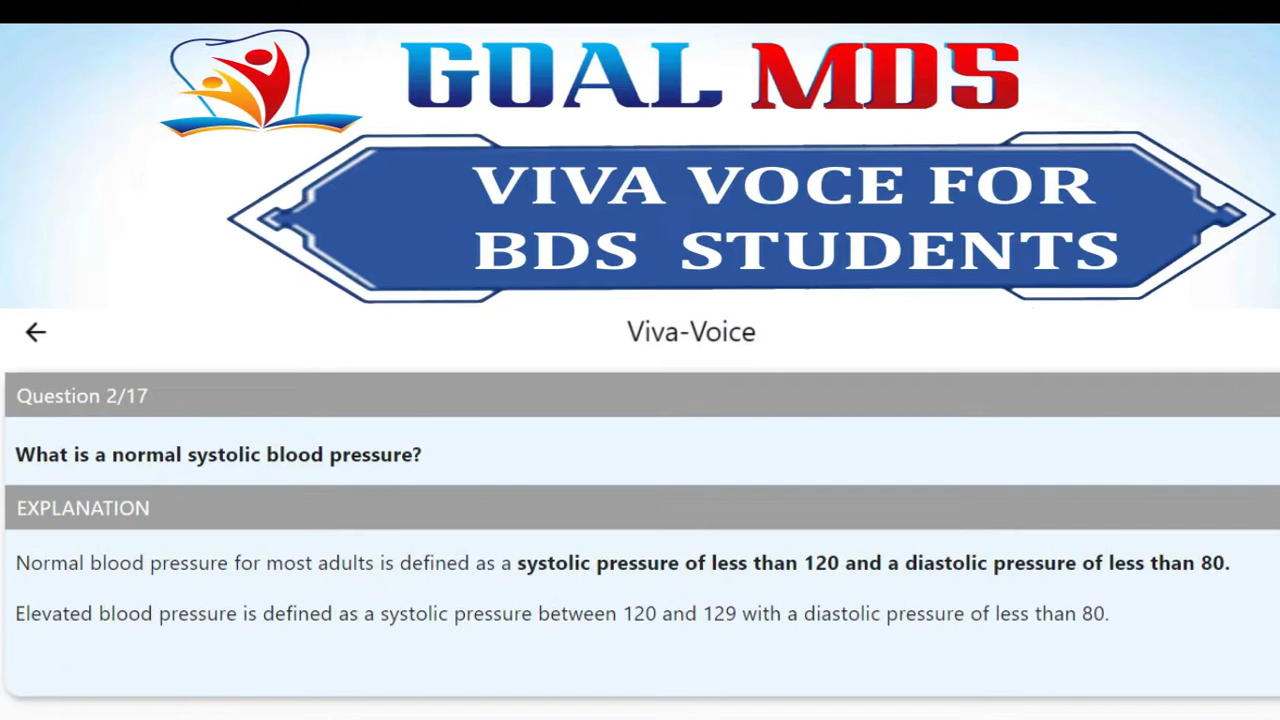 GOAL MDS
VIVA VOCE FOR
BDS STUDENTS
Viva-Voice
Question 2/17
What is a normal systolic blood pressure?
EXPLANATION
Normal blood pressure for most adults is defined as a systolic pressure of less than 120 and a diastolic pressure of less than 80.
Elevated blood pressure is defined as a systolic pressure between 120 and 129 with a diastolic pressure of less than 80.